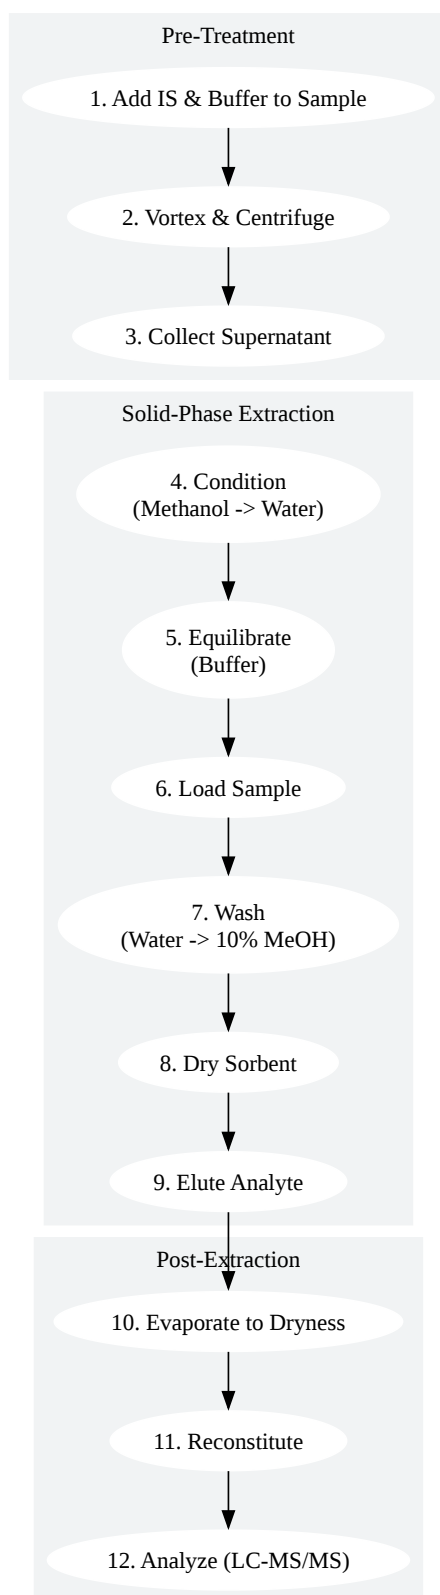 Pre-Treatment
1. Add IS & Buffer to Sample
2. Vortex & Centrifuge
3. Collect Supernatant
Solid-Phase Extraction
4. Condition
(Methanol -> Water)
5. Equilibrate
(Buffer)
6. Load Sample
7. Wash
(Water -> 10% MeOH)
8. Dry Sorbent
9. Elute Analyte
Post-Extraction
10. Evaporate to Dryness
11. Reconstitute
12. Analyze (LC-MS/MS)